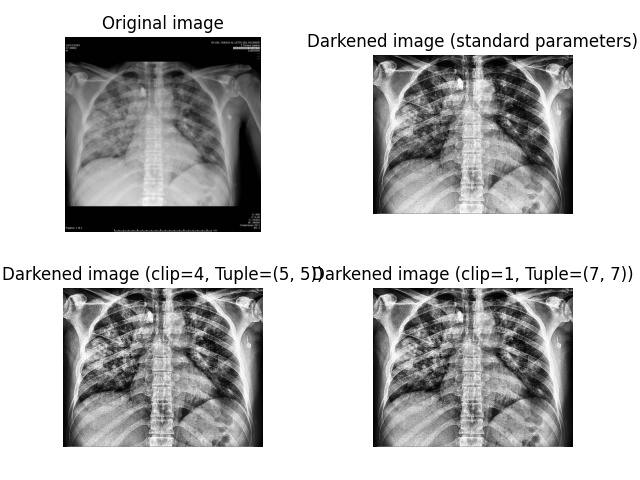 Original image
Darkened image (standard parameters)
Darkened image (clip=4, Tuple=(5, 5))
Darkened image (clip=1, Tuple=(7, 7))